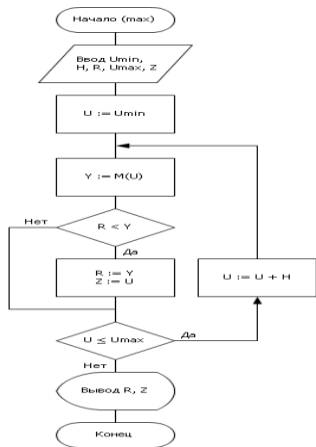 Начало (max)
Ввод Umin,
H, R, Umax, Z
U := Umin
Y := M(U)
Нет
R < Y
Да
R := Y
Z := U
U := U + H
U ≤ Umax
Да
Нет
Вывод R, Z
Конец